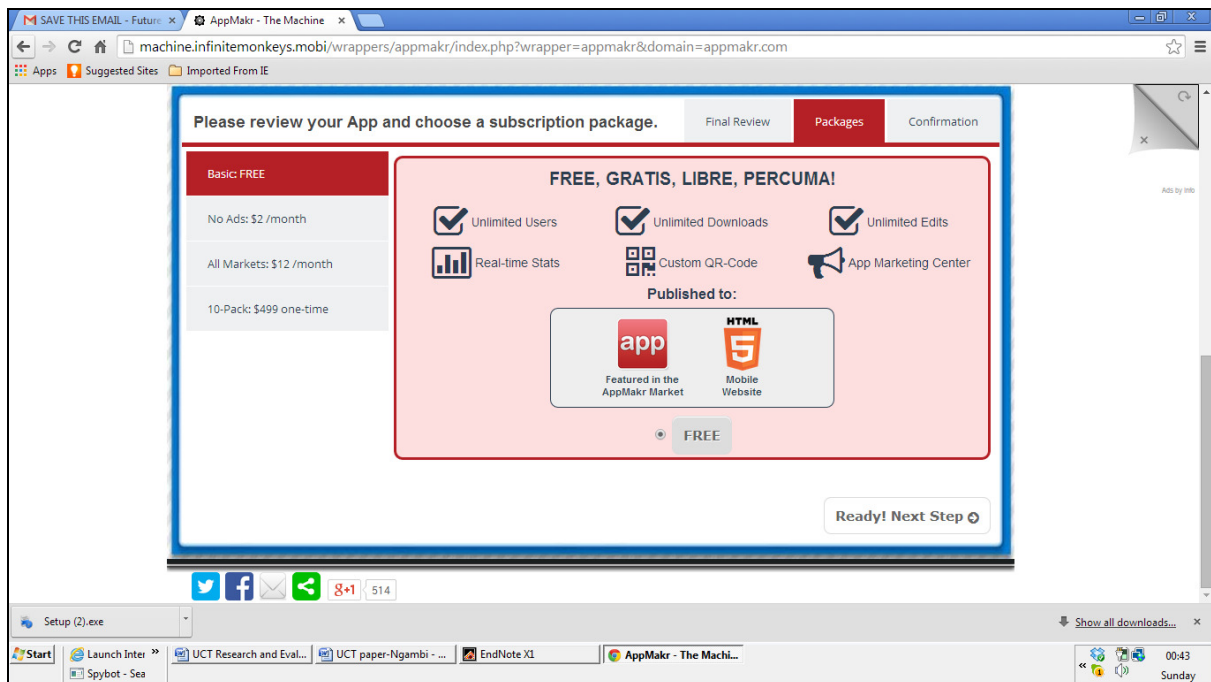 SAVE THIS EMAIL - Future
AppMakr - The Machine
machine.infinitemonkeys.mobi/wrappers/appmakr/index.php?wrapper=appmakr&domain=appmakr.com
Apps Suggested Sites Imported From IE
Please review your App and choose a subscription package.
Final Review
Packages
Confirmation
Basic: FREE
No Ads: $2 /month
All Markets: $12 /month
10-Pack: $499 one-time
FREE, GRATIS, LIBRE, PERCUMA!
Unlimited Users Unlimited Downloads Unlimited Edits
Real-time Stats Custom QR-Code App Marketing Center
Published to:
app
HTML
5
Featured in the
AppMakr Market
Mobile
Website
FREE
Ready! Next Step
Ads by Info
8+1 514
Setup (2).exe
Show all downloads...
Start
Launch Inter
Spybot - Sea
UCT Research and Eval...
UCT paper-Ngambi - ...
EndNote X1
AppMakr - The Machi...
00:43
Sunday